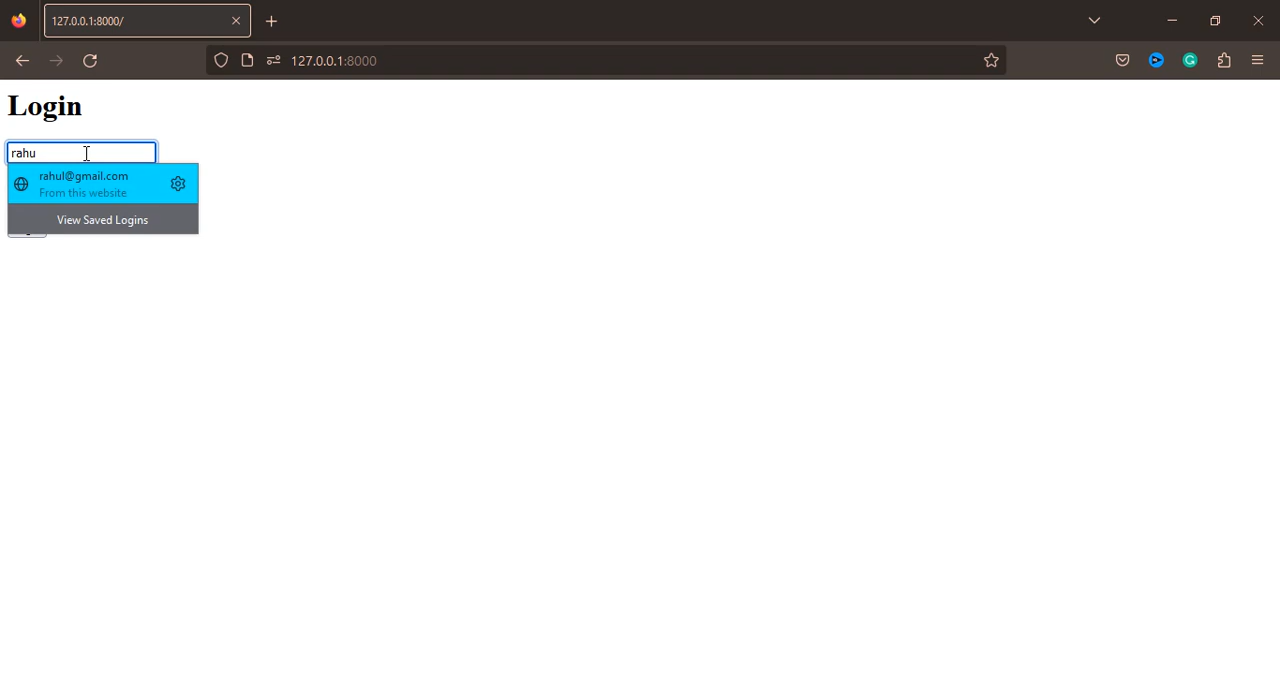 127.0.0.1:8000/
127.0.0.1:8000
Login
rahu
rahul@gmail.com
From this website
View Saved Logins